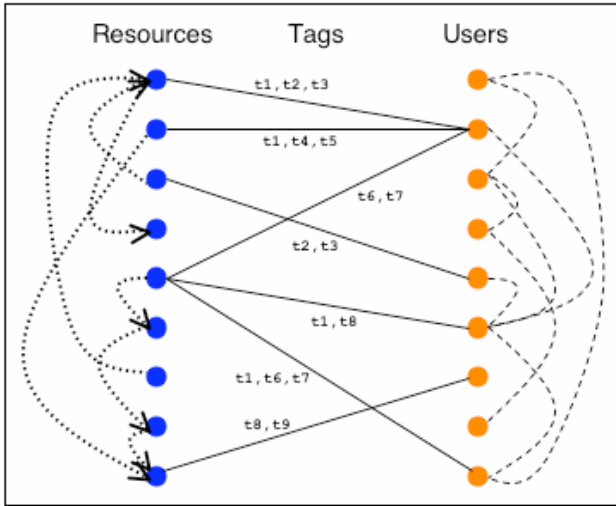 Resources Tags Users
t1,t2,t3
t1,t4,t5
t6,t7
t2,t3
t1,t8
t1,t6,t7
t8,t9